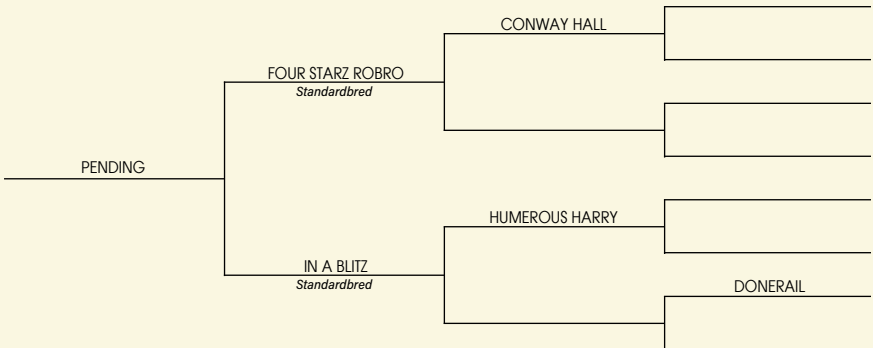 CONWAY HALL
FOUR STARZ ROBRO
Standardbred
PENDING
HUMEROUS HARRY
IN A BLITZ
Standardbred
DONERAIL